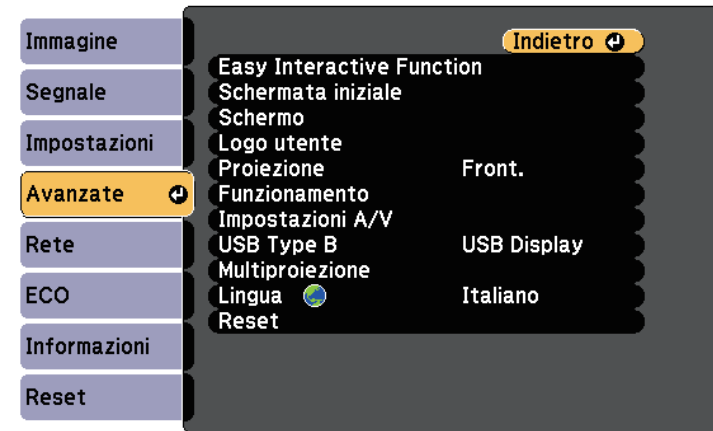 Immagine
Segnale
Impostazioni
Avanzate
Rete
ECO
Informazioni
Reset
Indietro
Easy Interactive Function
Schermata iniziale
Schermo
Logo utente
Proiezione Front.
Funzionamento
Impostazioni A/V
USB Type B USB Display
Multiproiezione
Lingua Italiano
Reset